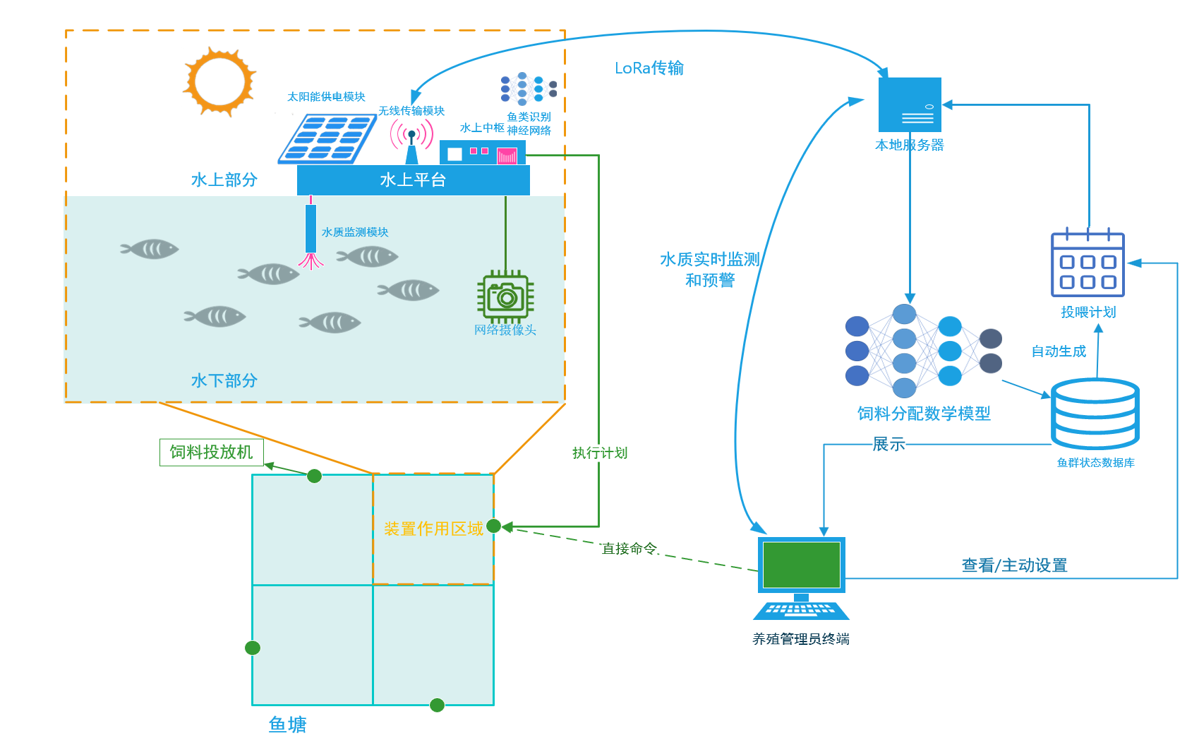 LoRa传输
太阳能供电模块
无线传输模块
鱼类识别
神经网络
水上中枢
本地服务器
水上部分
水上平台
水质监测模块
水质实时监测
和预警
投喂计划
网络摄像头
自动生成
水下部分
饲料分配数学模型
展示
饲料投放机
执行计划
鱼群状态数据库
装置作用区域
直接命令
查看/主动设置
养殖管理员终端
鱼塘